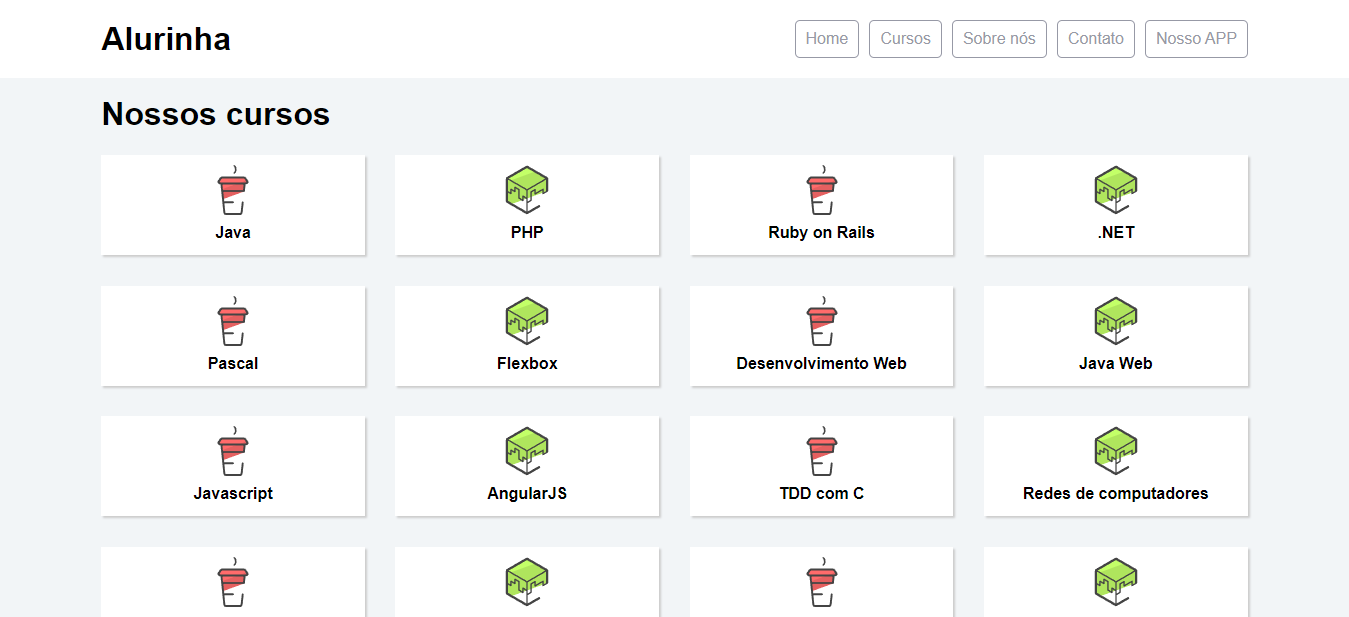 Alurinha
Home Cursos Sobre nós Contato Nosso APP
Nossos cursos
Java PHP Ruby on Rails .NET
Pascal Flexbox Desenvolvimento Web Java Web
Javascript AngularJS TDD com C Redes de computadores